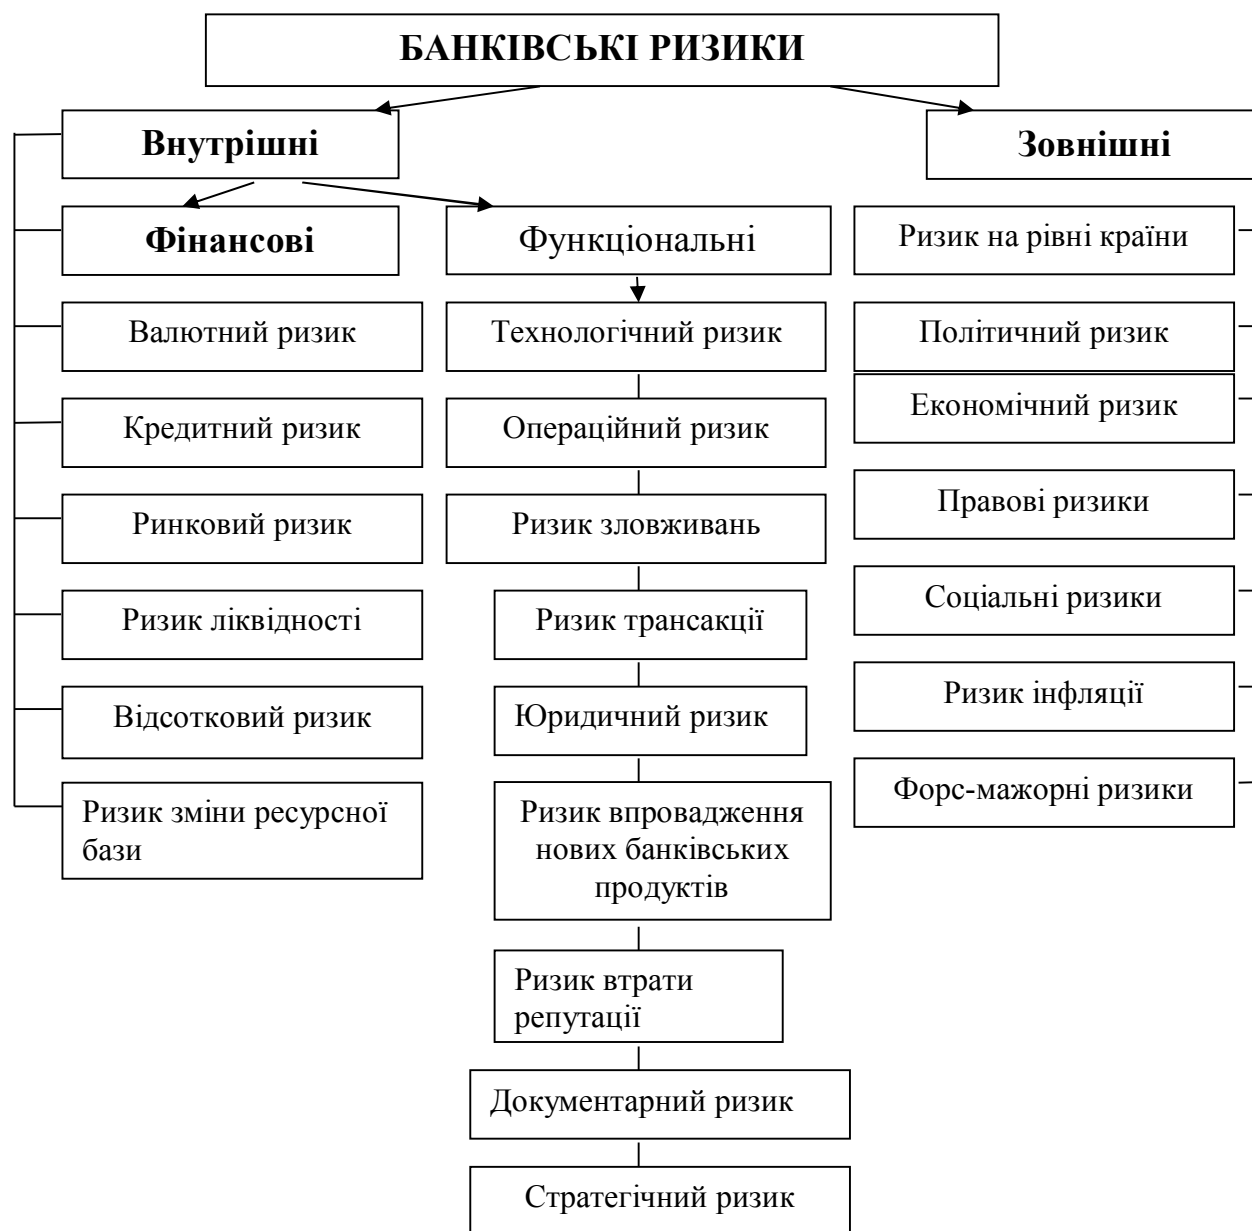 БАНКІВСЬКІ РИЗИКИ
Внутрішні
Зовнішні
Фінансові
Функціональні
Ризик на рівні країни
Валютний ризик
Технологічний ризик
Політичний ризик
Кредитний ризик
Операційний ризик
Економічний ризик
Ринковий ризик
Ризик зловживань
Правові ризики
Ризик ліквідності
Ризик трансакції
Соціальні ризики
Відсотковий ризик
Юридичний ризик
Ризик інфляції
Ризик зміни ресурсної
бази
Ризик впровадження
нових банківських
продуктів
Форс-мажорні ризики
Ризик втрати
репутації
Документарний ризик
Стратегічний ризик